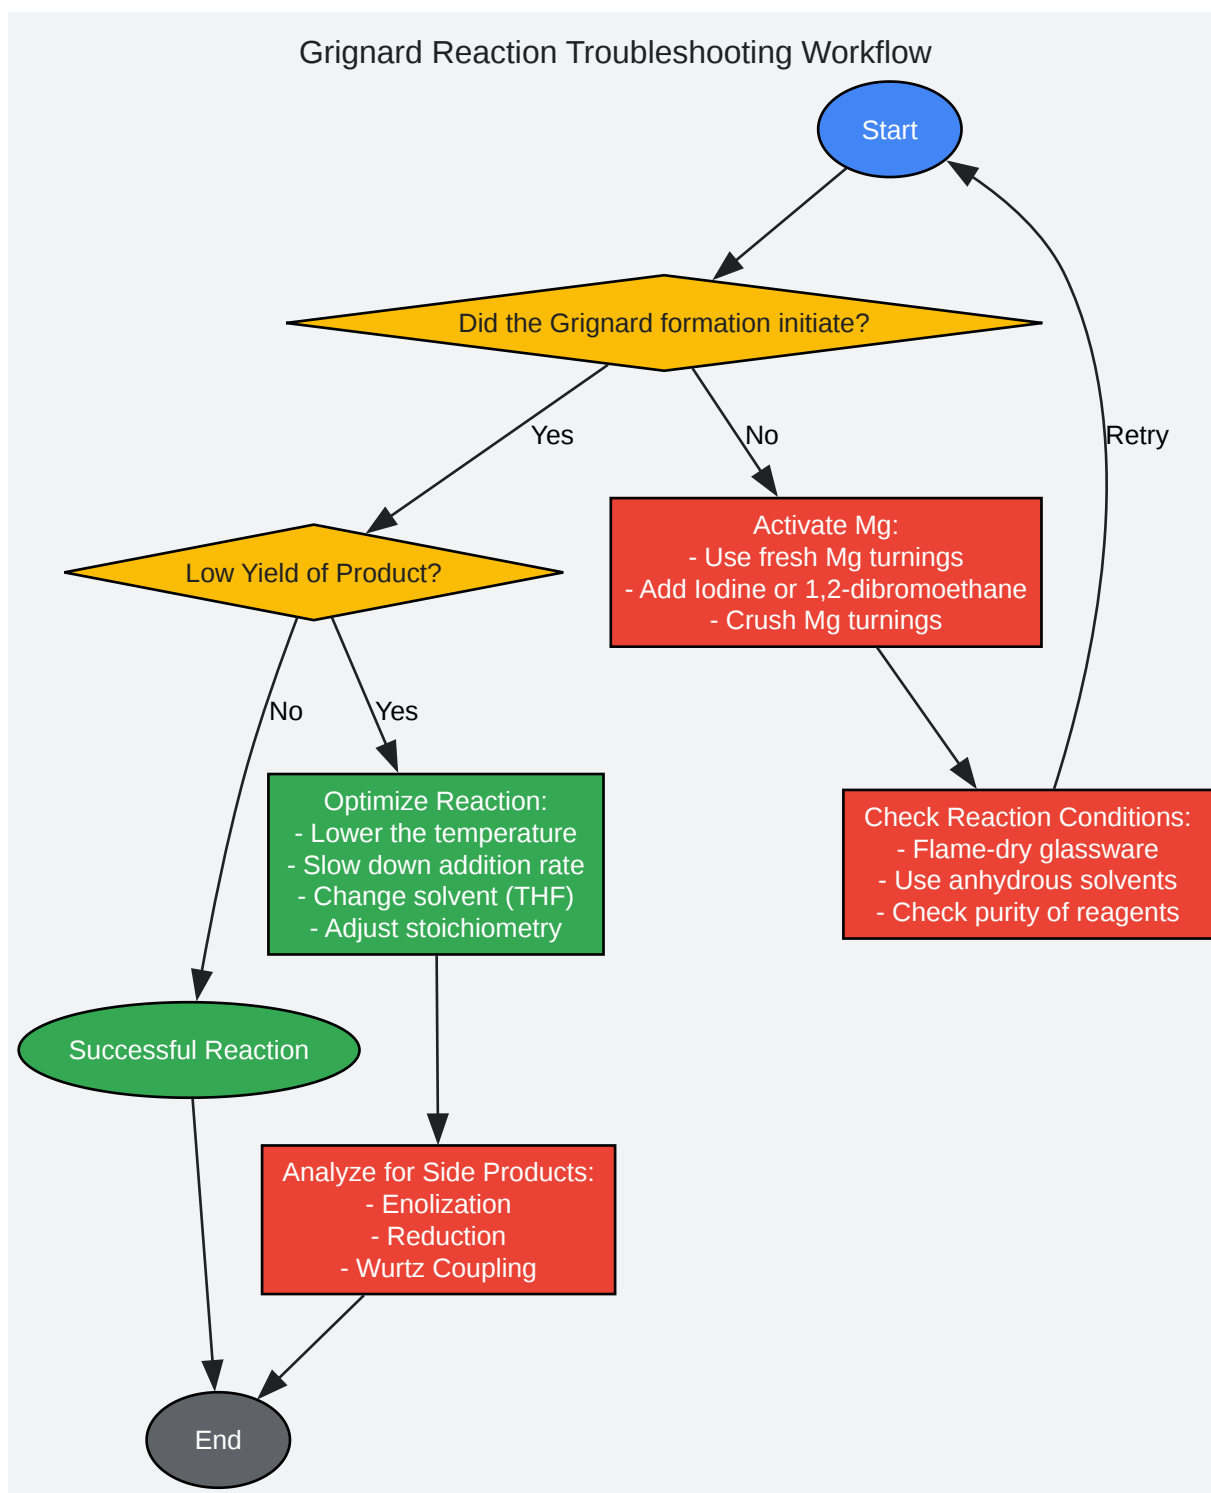 Grignard Reaction Troubleshooting Workflow
Start
Did the Grignard formation initiate?
Yes
No
Retry
Activate Mg:
- Use fresh Mg turnings
- Add Iodine or 1,2-dibromoethane
- Crush Mg turnings
Low Yield of Product?
No
Yes
Optimize Reaction:
- Lower the temperature
- Slow down addition rate
- Change solvent (THF)
- Adjust stoichiometry
Check Reaction Conditions:
- Flame-dry glassware
- Use anhydrous solvents
- Check purity of reagents
Successful Reaction
Analyze for Side Products:
- Enolization
- Reduction
- Wurtz Coupling
End